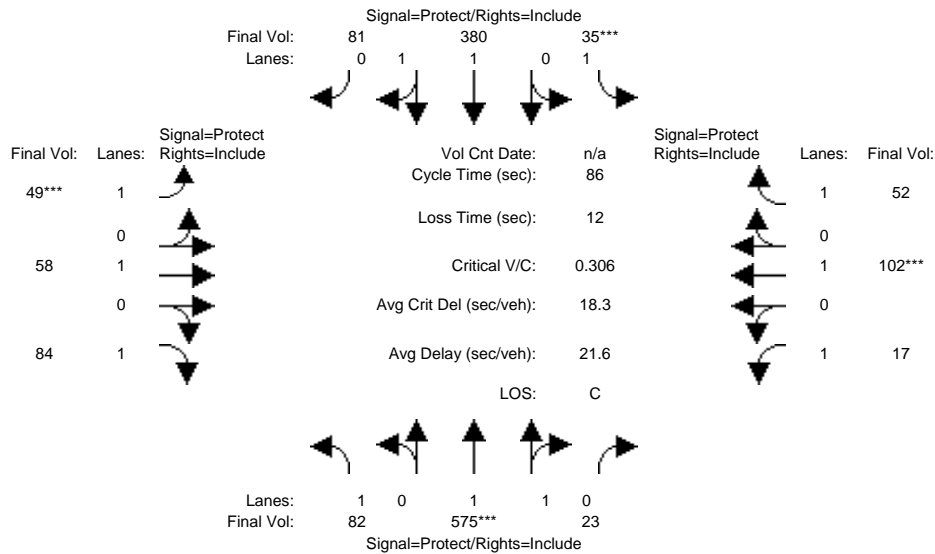 Signal=Protect/Rights=Include
Final Vol: 81 380 35***
Lanes: 0 1 1 0 1
Signal=Protect
Final Vol: Lanes: Rights=Include
Vol Cnt Date: n/a
Signal=Protect
Rights=Include Lanes: Final Vol:
Cycle Time (sec): 86
49*** 1
1 52
Loss Time (sec): 12
0
0
58 1
Critical V/C: 0.306
1 102***
0
Avg Crit Del (sec/veh): 18.3
0
84 1
Avg Delay (sec/veh): 21.6
1 17
LOS: C
Lanes: 1 0 1 1 0
Final Vol: 82 575*** 23
Signal=Protect/Rights=Include